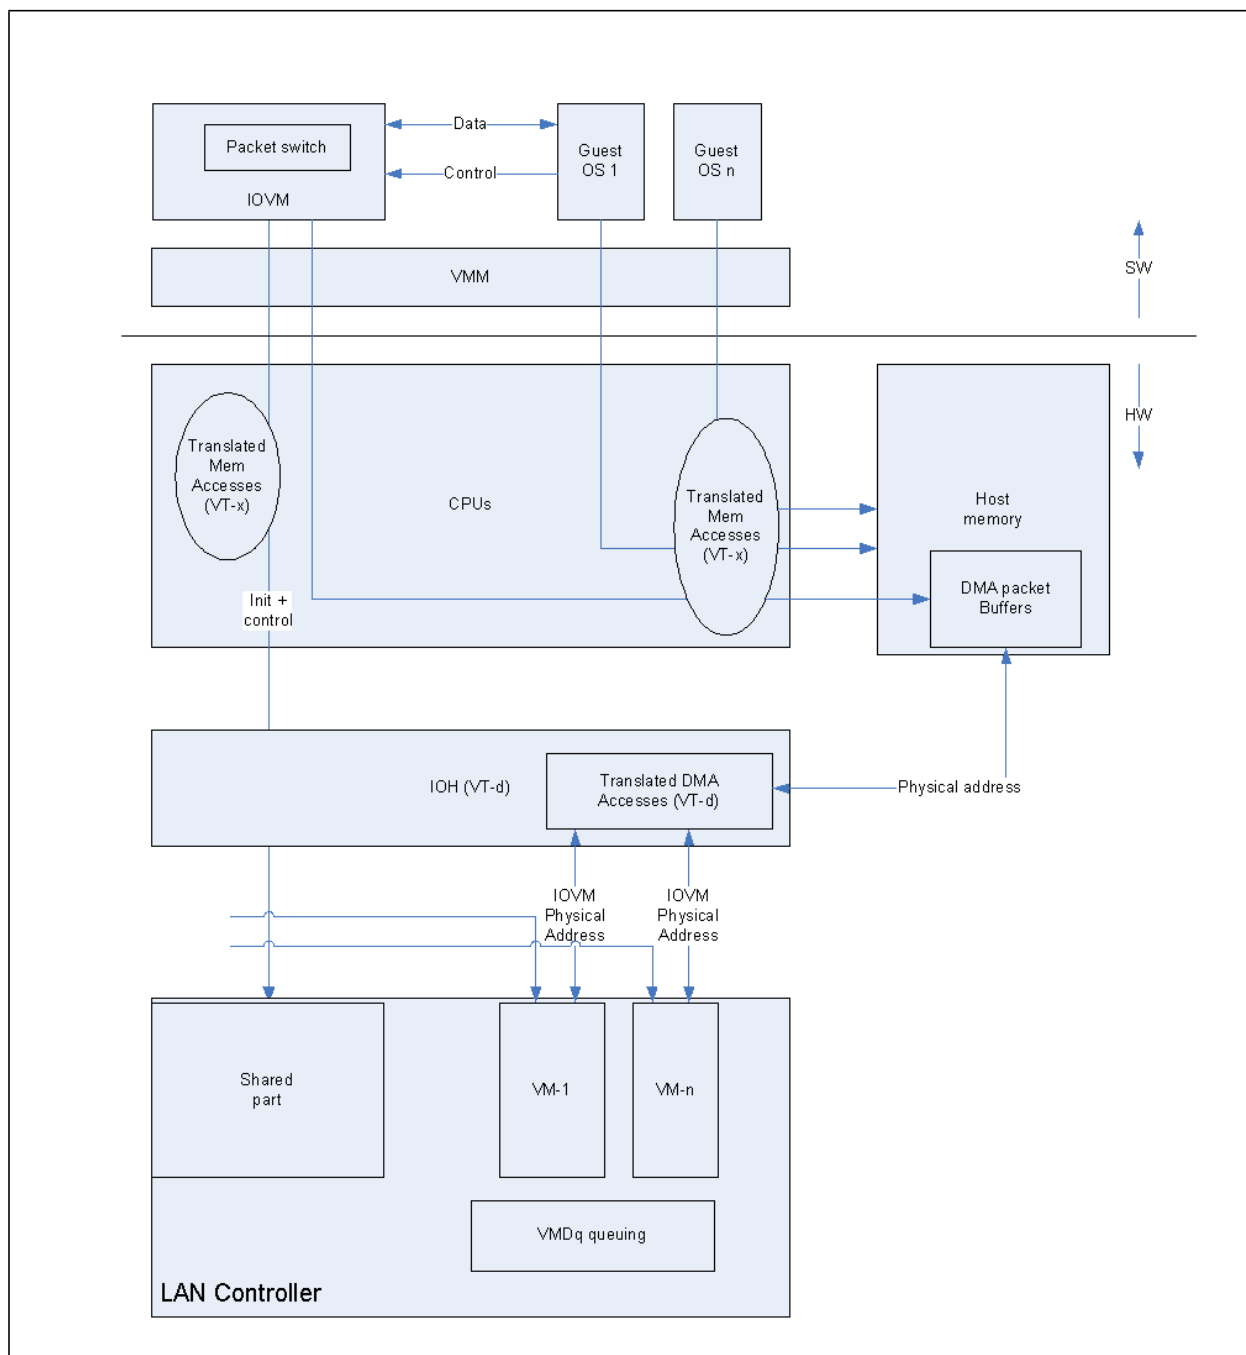 Data
Packet switch
Guest
OS 1
Guest
OS n
Control
IOVM
VMM
SW
HW
Translated
Mem
Accesses
(VT-x)
CPUs
Translated
Mem
Accesses
(VT-x)
Host
memory
DMA packet
Buffers
Init +
control
IOH (VT-d)
Translated DMA
Accesses (VT-d)
Physical address
IOVM
Physical
Address
IOVM
Physical
Address
Shared
part
VM-1
VM-n
VMDq queuing
LAN Controller